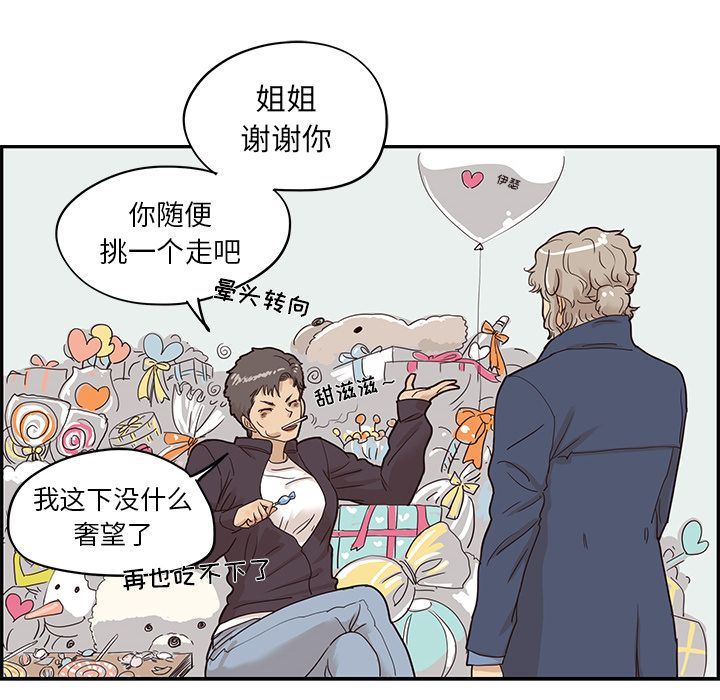 姐姐
谢谢你
伊瑟
你随便
挑一个走吧
晕头转向
甜滋滋~
我这下没什么
奢望了
再也吃不下了